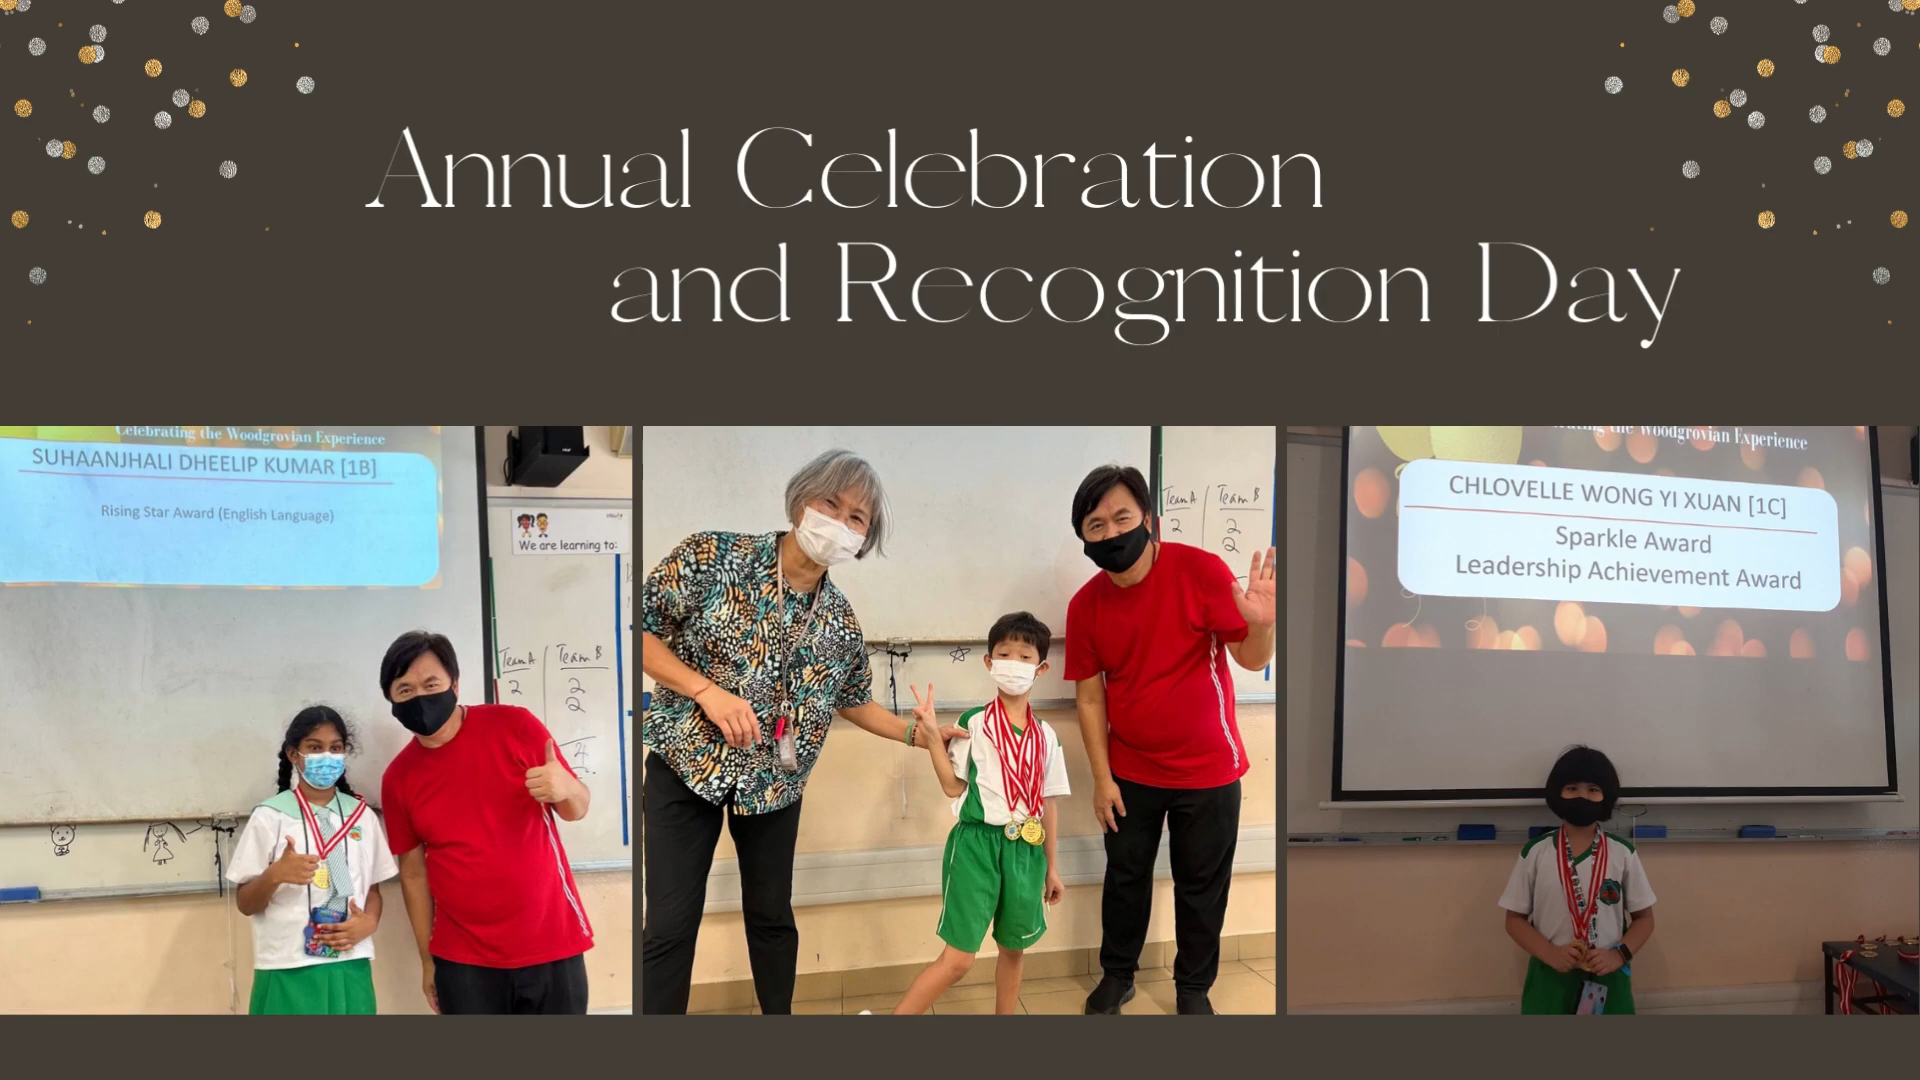 Annual Celebration
and Recognition Day
Celebrating the Woodgrovian Experience
SUHAANJHALI DHEELIP KUMAR [1B]
Rising Star Award (English Language)
We are learning to:
Team A Team B
2 2
2
4
Team A Team B
2 2
2
the Woodgrovian Experience
CHLOVELLE WONG YI XUAN [1C]
Sparkle Award
Leadership Achievement Award